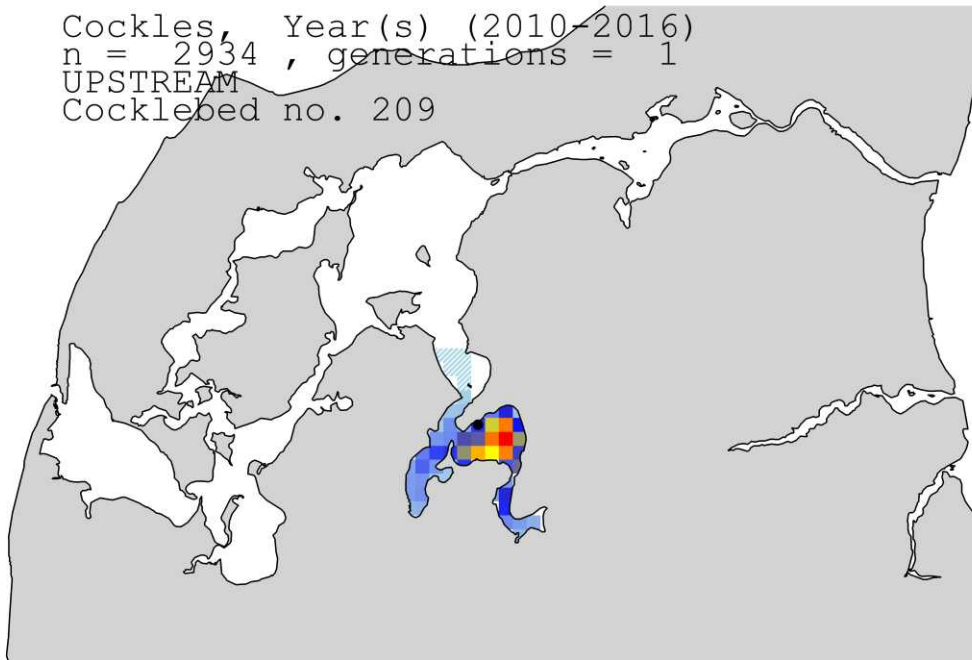 Cockles, Year(s) (2010-2016)
n = 2934 , generations = 1
UPSTREAM
Cocklebed no. 209